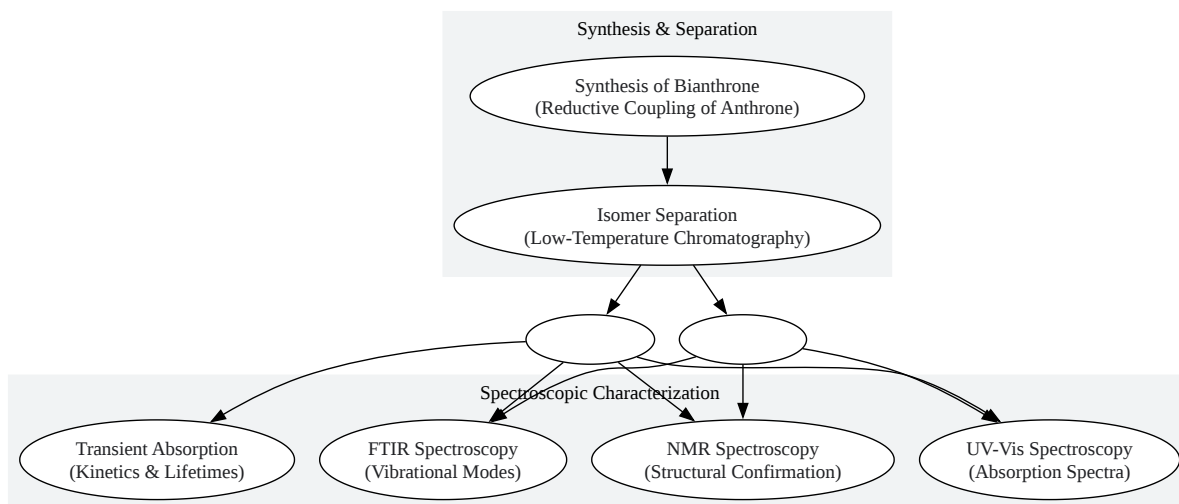 Synthesis & Separation
Synthesis of Bianthrone
(Reductive Coupling of Anthrone)
Isomer Separation
(Low-Temperature Chromatography)
Spectroscopic Characterization
Transient Absorption
(Kinetics & Lifetimes)
FTIR Spectroscopy
(Vibrational Modes)
NMR Spectroscopy
(Structural Confirmation)
UV-Vis Spectroscopy
(Absorption Spectra)